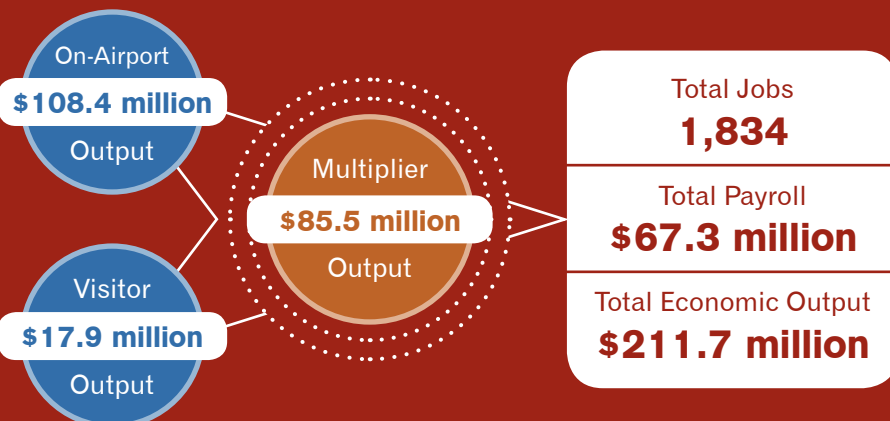 On-Airport
$108.4 million
Output
Visitor
$17.9 million
Output
Multiplier
$85.5 million
Output
Total Jobs
1,834
Total Payroll
$67.3 million
Total Economic Output
$211.7 million